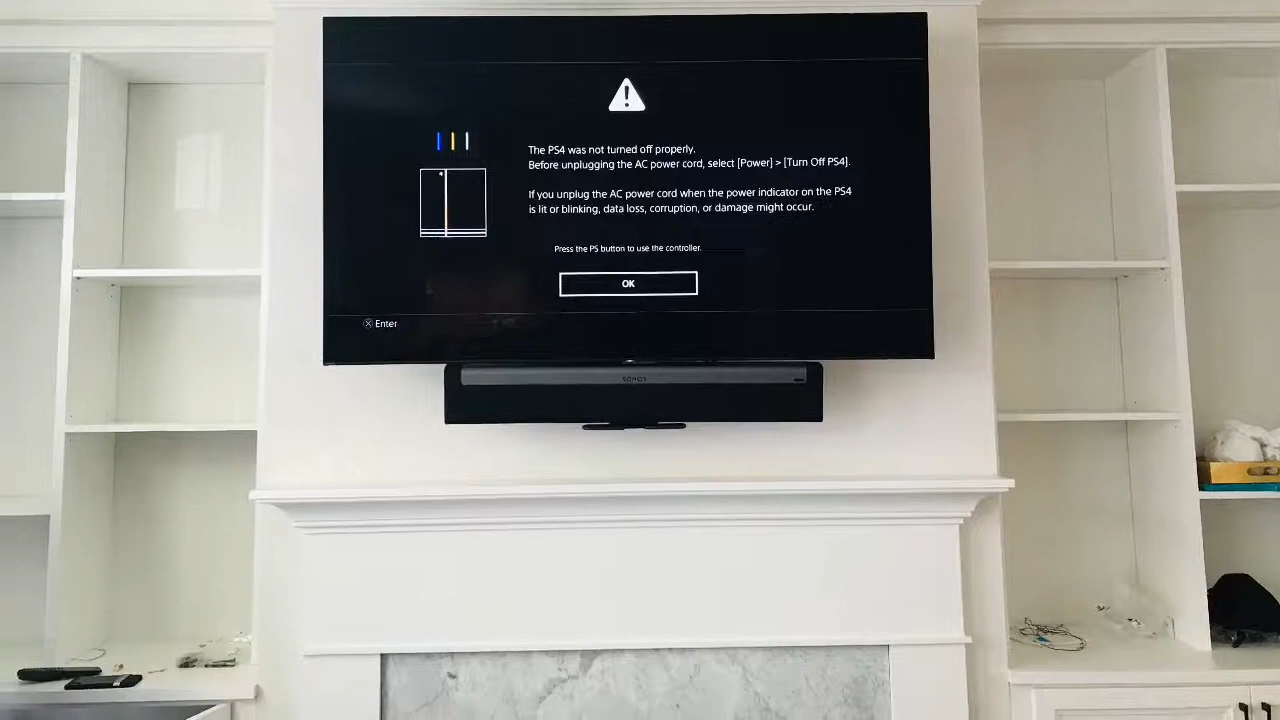 The PS4 was not turned off properly.
Before unplugging the AC power cord, select [Power] > [Turn Off PS4].
If you unplug the AC power cord when the power indicator on the PS4
is lit or blinking, data loss, corruption, or damage might occur.
Press the PS button to use the controller.
OK
Enter
SONOS